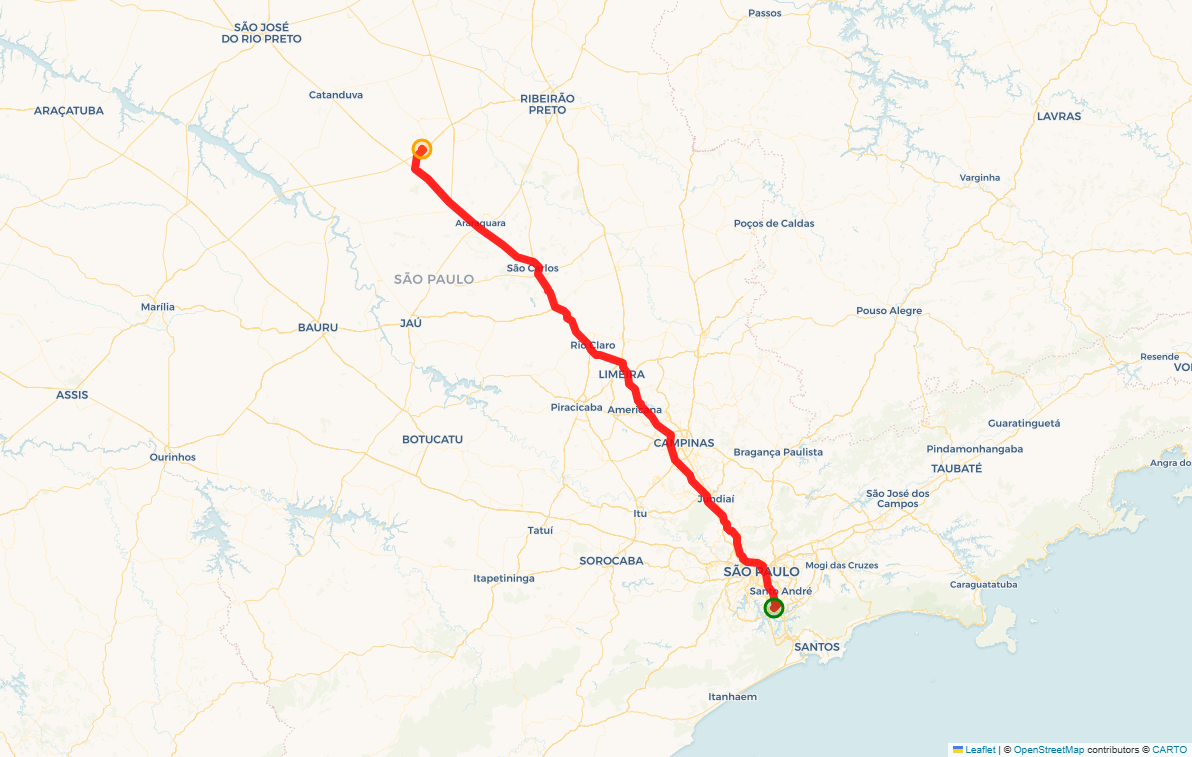 Passos
SÃO JOSÉ
DO RIO PRETO
Catanduva
RIBEIRÃO
PRETO
ARAÇATUBA
LAVRAS
Varginha
Araraquara
Poços de Caldas
São Carlos
SÃO PAULO
Marília
Pouso Alegre
JAÚ
BAURU
Rio Claro
Resende
VO
LIMEIRA
ASSIS
Piracicaba
Americana
Guaratinguetá
BOTUCATU
CAMPINAS
Bragança Paulista
Pindamonhangaba
Ourinhos
TAUBATÉ
Angra do
São José dos
Campos
Jundiaí
Itu
Tatuí
SOROCABA
Mogi das Cruzes
SÃO PAULO
Itapetininga
Caraguatatuba
Santo André
SANTOS
Itanhaem
Leaflet | © OpenStreetMap contributors © CARTO